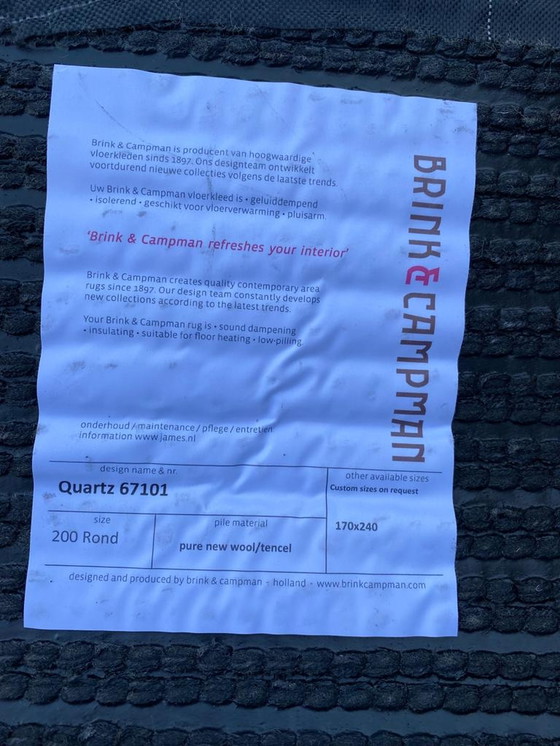 Brink & Campman is producent van hoogwaardige
vloerkleden sinds 1897. Ons designteam ontwikkelt
voortdurend nieuwe collecties volgens de laatste trends.
Uw Brink & Campman vloerkleed is • geluiddempend
• isolerend • geschikt voor vloerverwarming • pluisarm.
'Brink & Campman refreshes your interior'
Brink & Campman creates quality contemporary area
rugs since 1897. Our design team constantly develops
new collections according to the latest trends.
Your Brink & Campman rug is • sound dampening
• insulating • suitable for floor heating • low-pilling.
BRINK & CAMPMAN
onderhoud / maintenance / pflege / entretien
information www.james.nl
design name & nr.
Quartz 67101
other available sizes
Custom sizes on request
170x240
size
200 Rond
pile material
pure new wool/tencel
designed and produced by brink & campman - holland - www.brinkcampman.com